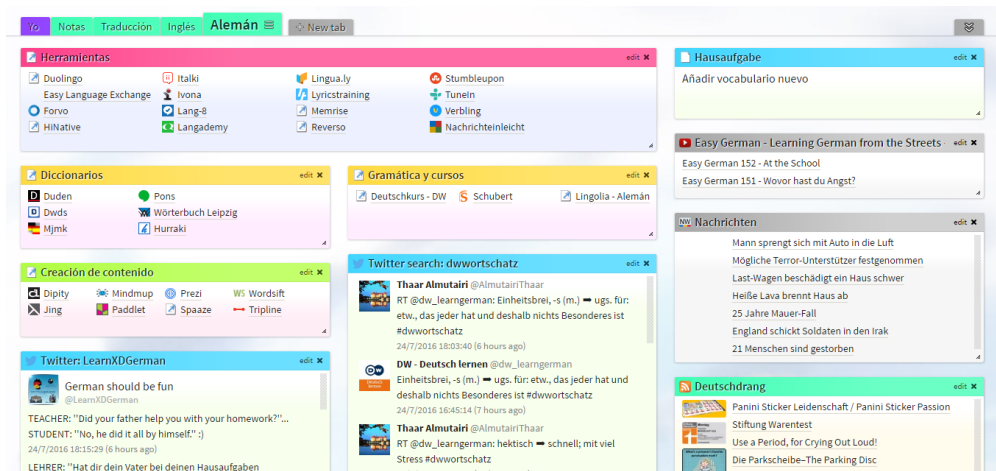 Yo Notas Traducción Inglés Alemán New tab
Herramientas edit ✖
Duolingo Italki Lingua.ly Stumbleupon
Easy Language Exchange Ivona Lyricstraining TuneIn
Forvo Lang-8 Memrise Verbling
HiNative Langademy Reverso Nachrichteinleicht
Diccionarios edit ✖
Duden Pons
Dwds Wörterbuch Leipzig
Mjmk Hurraki
Gramática y cursos edit ✖
Deutschkurs - DW Schubert Lingolia - Alemán
Creación de contenido edit ✖
Dipity Mindmup Prezi WS Wordsift
Jing Paddlet Spaaze Tripline
Twitter: LearnXDGerman edit ✖
German should be fun
@LearnXDGerman
TEACHER: "Did your father help you with your homework?"...
STUDENT: "No, he did it all by himself." :)
24/7/2016 18:15:29 (6 hours ago)
LEHRER: "Hat dir dein Vater bei deinen Hausaufgaben
Twitter search: dwwortschatz edit ✖
Thaar Almutairi @AlmutairiThaar
RT @dw_learngerman: Einheitsbrei, -s (m.) ➡ ugs. für:
etw., das jeder hat und deshalb nichts Besonderes ist
#dwwortschatz
24/7/2016 18:03:40 (6 hours ago)
DW - Deutsch lernen @dw_learngerman
Einheitsbrei, -s (m.) ➡ ugs. für: etw., das jeder hat und
deshalb nichts Besonderes ist #dwwortschatz
24/7/2016 16:45:14 (7 hours ago)
Thaar Almutairi @AlmutairiThaar
RT @dw_learngerman: hektisch ➡ schnell; mit viel
Stress #dwwortschatz
Hausaufgabe edit ✖
Añadir vocabulario nuevo
Easy German - Learning German from the Streets edit ✖
Easy German 152 - At the School
Easy German 151 - Wovor hast du Angst?
NW Nachrichten edit ✖
Mann sprengt sich mit Auto in die Luft
Mögliche Terror-Unterstützer festgenommen
Last-Wagen beschädigt ein Haus schwer
Heiße Lava brennt Haus ab
25 Jahre Mauer-Fall
England schickt Soldaten in den Irak
21 Menschen sind gestorben
Deutschdrang edit ✖
Panini Sticker Leidenschaft / Panini Sticker Passion
Stiftung Warentest
Use a Period, for Crying Out Loud!
Die Parkscheibe–The Parking Disc